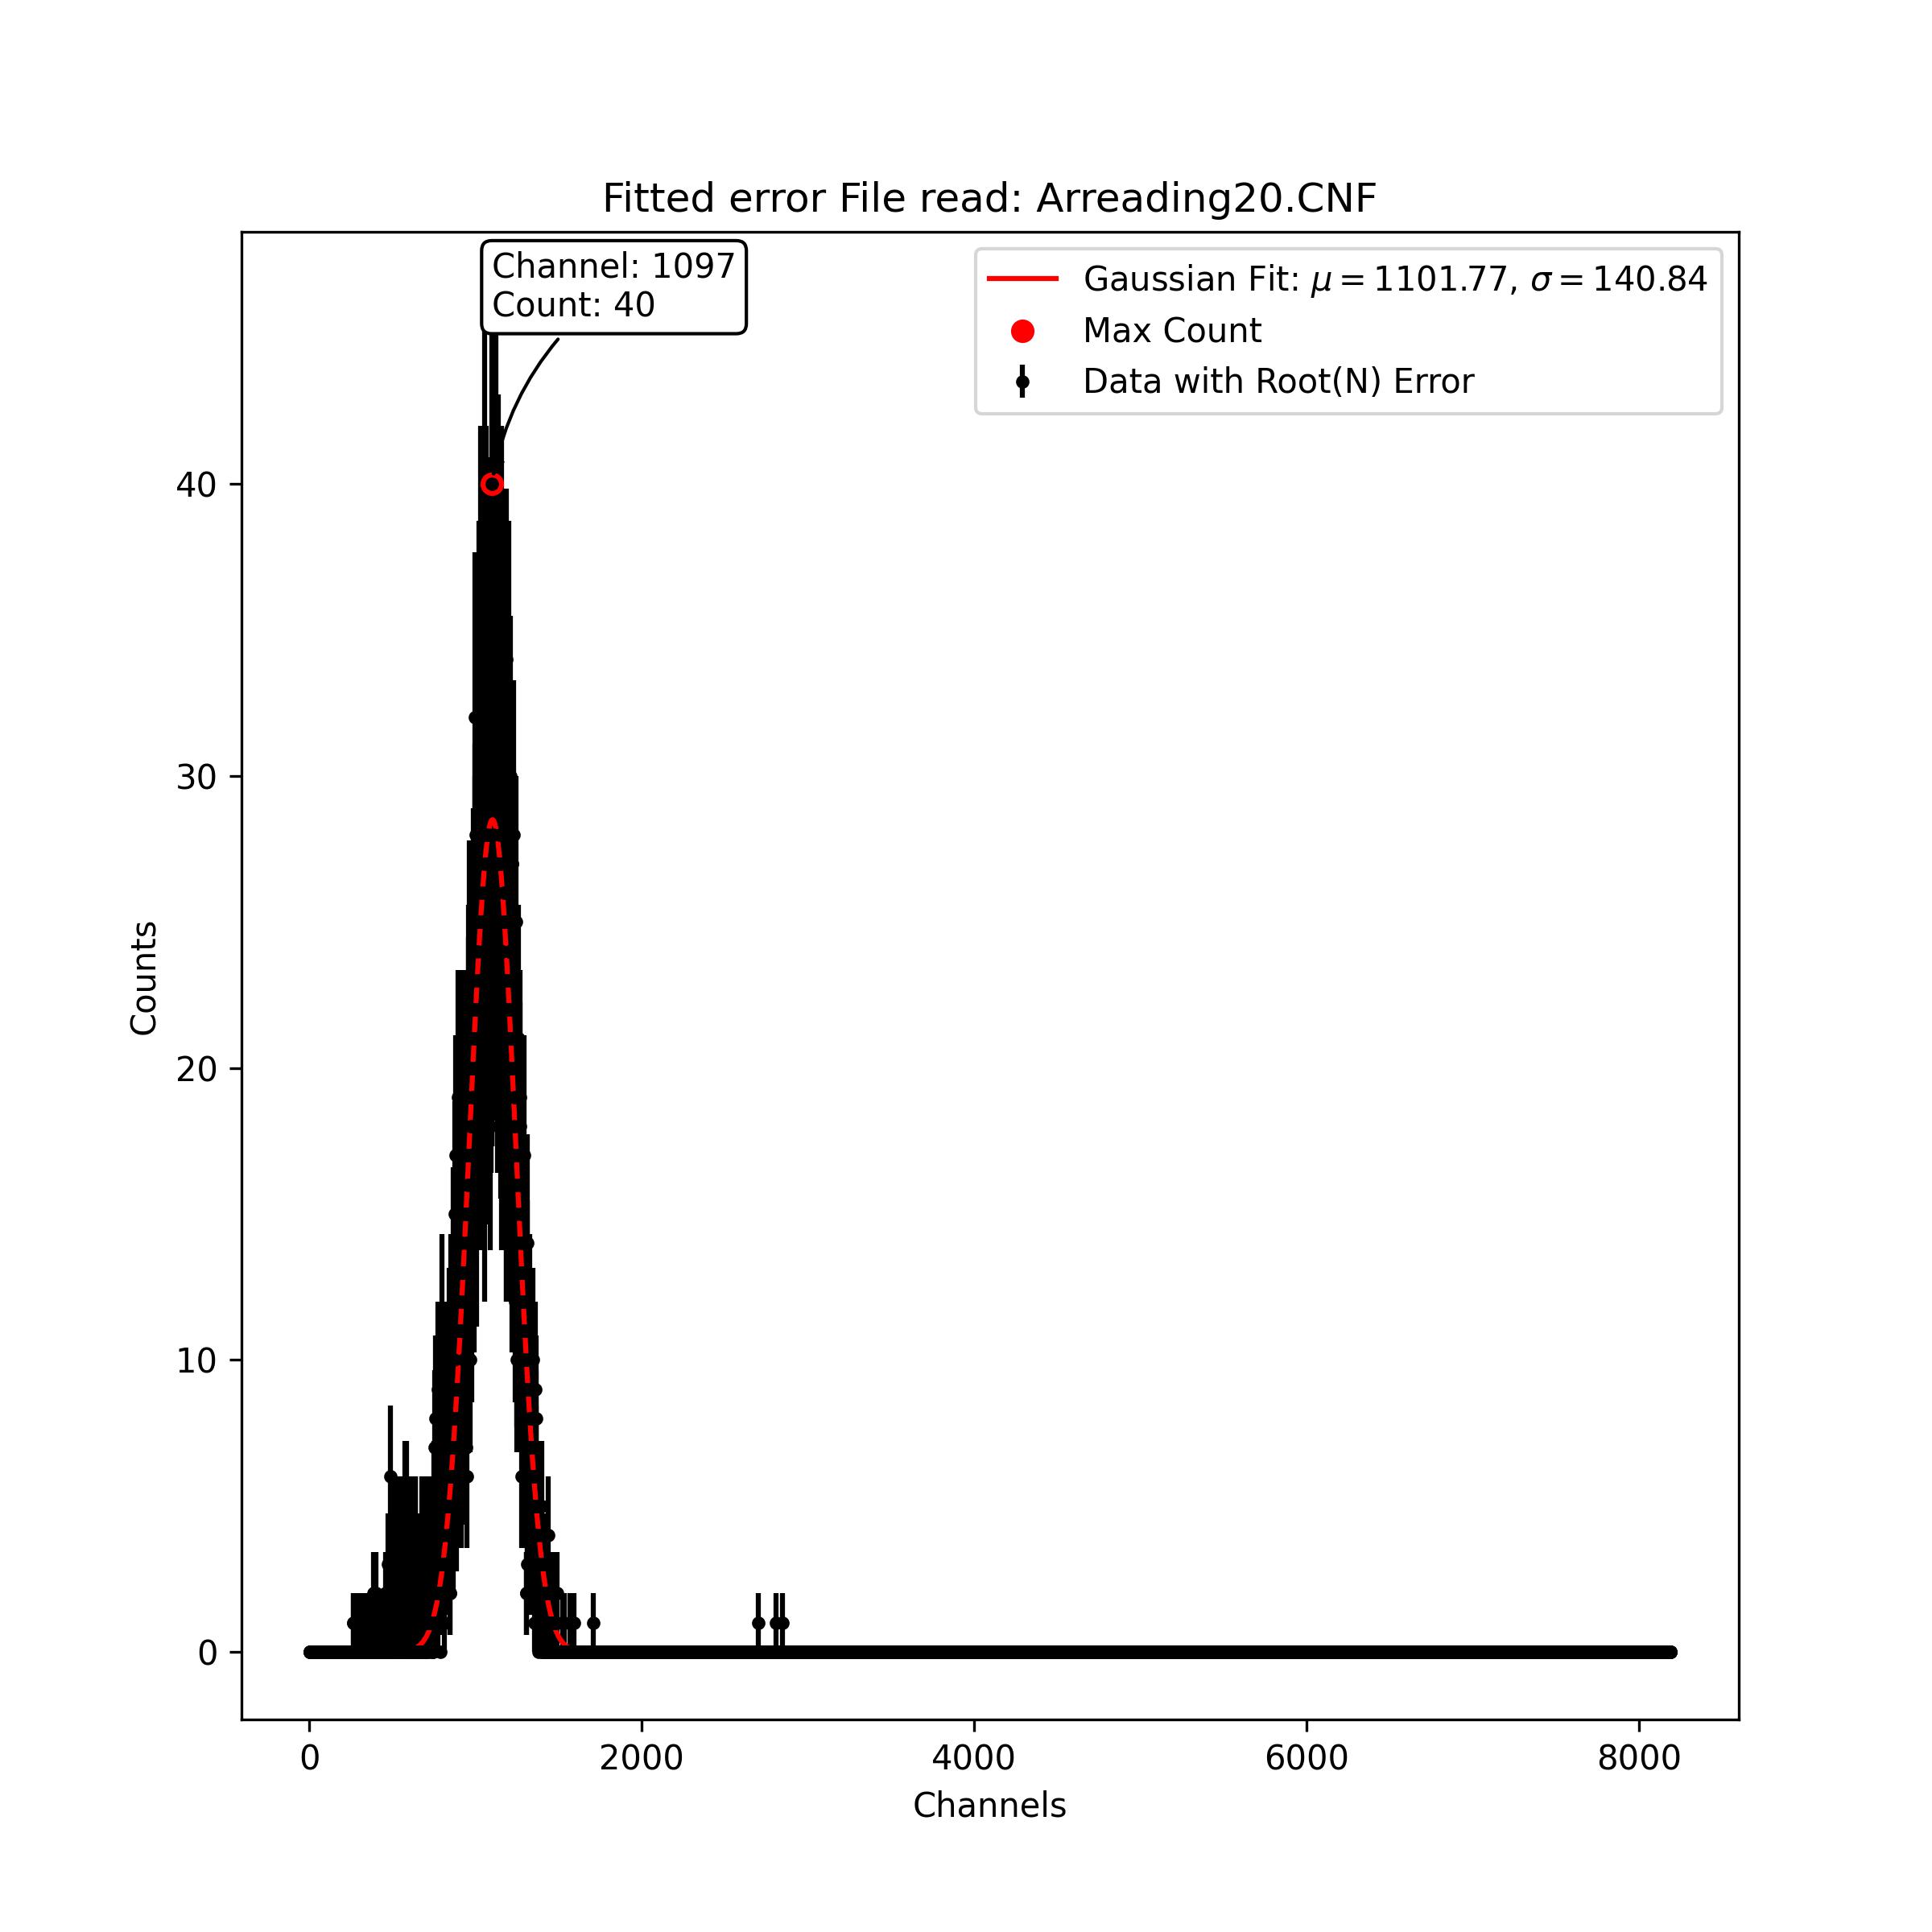 Fitted error File read: Arreading20.CNF
Channel: 1097
Count: 40
Gaussian Fit: μ = 1101.77, σ = 140.84
Max Count
Data with Root(N) Error
40
30
20
10
0
Counts
0 2000 4000 6000 8000
Channels